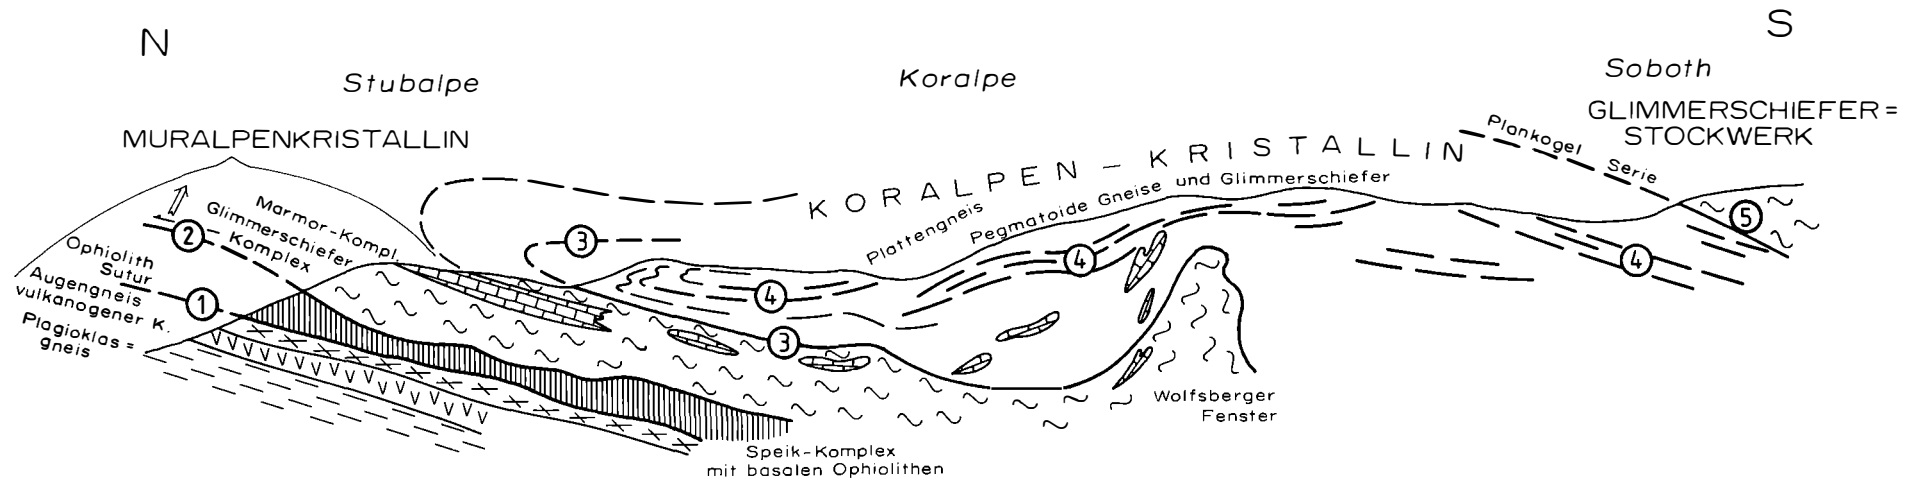 N
S
Stubalpe
Koralpe
Soboth
MURALPENKRISTALLIN
GLIMMERSCHIEFER=
STOCKWERK
KORALPEN – KRISTALLIN
Plankogel Serie
Plattengneis
Pegmatoide Gneise und Glimmerschiefer
Marmor-Kompl.
Glimmerschiefer
– Komplex
Ophiolith
Sutur
Augengneis
vulkanogener K.
Plagioklas=
gneis
1
2
3
3
4
4
4
5
Wolfsberger
Fenster
Speik-Komplex
mit basalen Ophiolithen